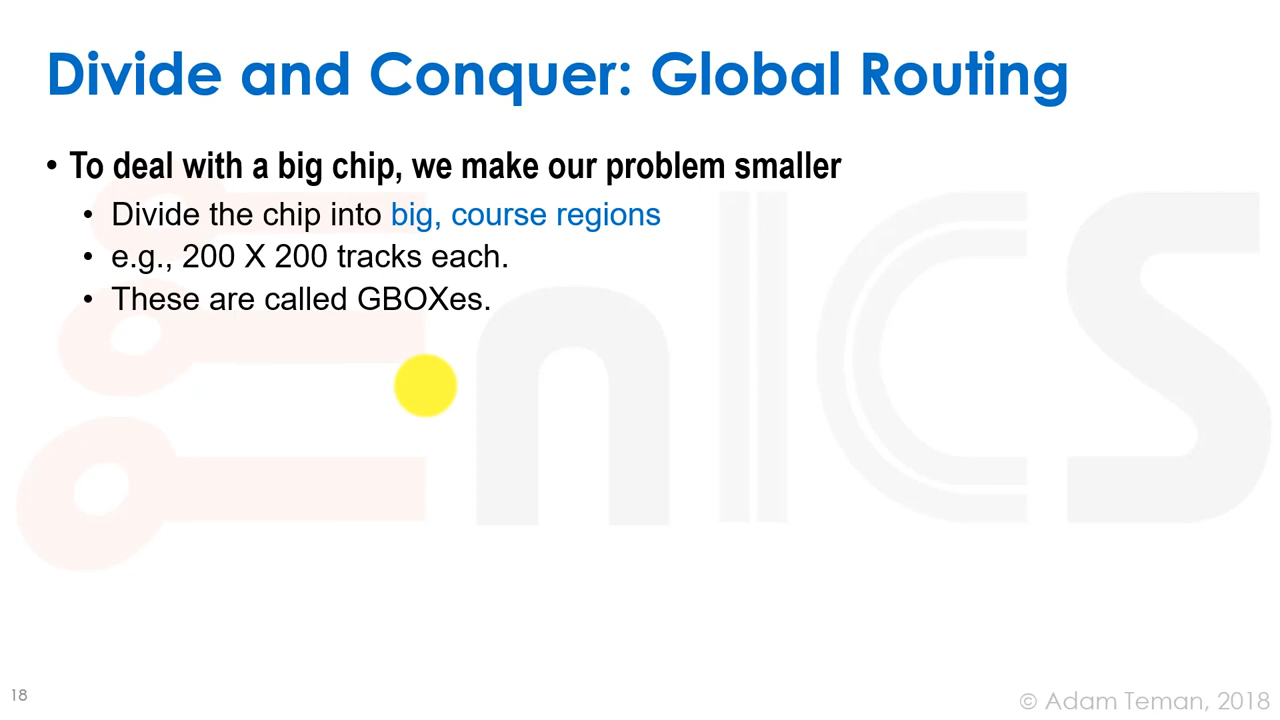 Divide and Conquer: Global Routing
• To deal with a big chip, we make our problem smaller
• Divide the chip into big, course regions
• e.g., 200 X 200 tracks each.
• These are called GBOXes.
EnICS
18
© Adam Teman, 2018